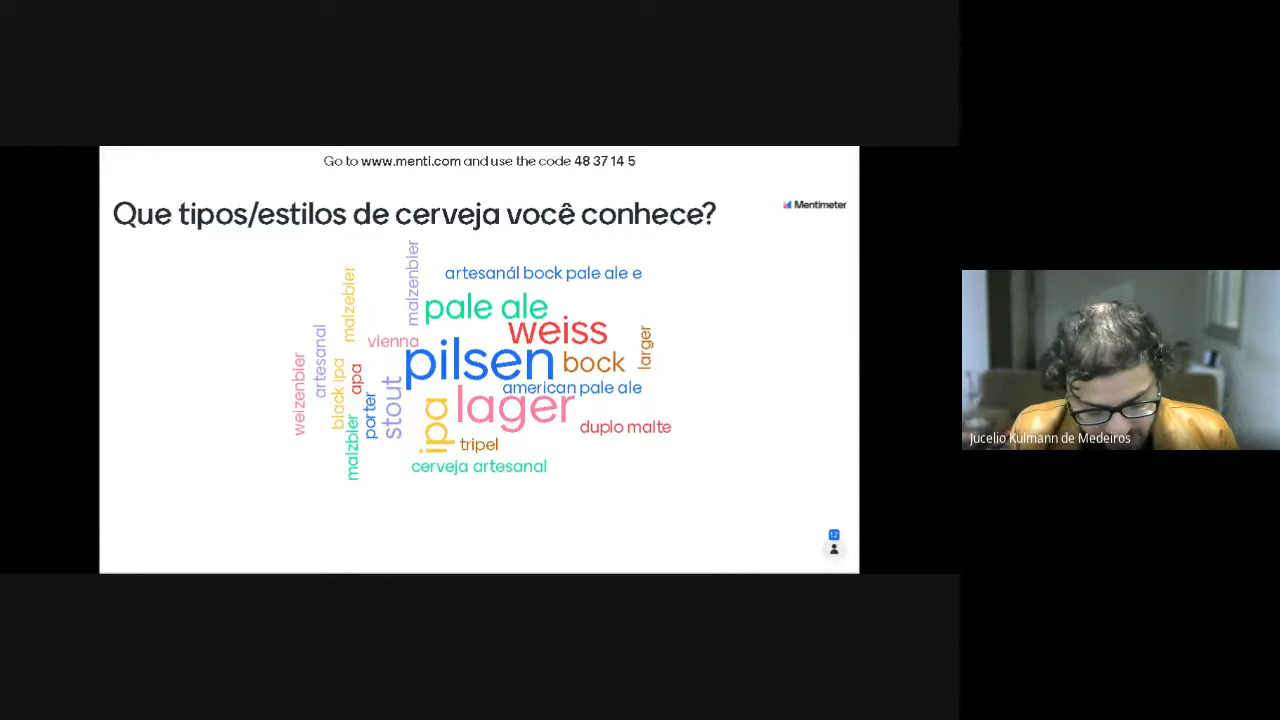 Go to www.menti.com and use the code 48 37 14 5
Que tipos/estilos de cerveja você conhece?
Mentimeter
malzenbier
artesanál bock pale ale e
malzebier
pale ale
weiss
artesanal
larger
vienna
pilsen
bock
weizenbier
black ipa
apa
american pale ale
stout
porter
lager
ipa
malzbier
duplo malte
tripel
cerveja artesanal
12
Jucelio Kulmann de Medeiros